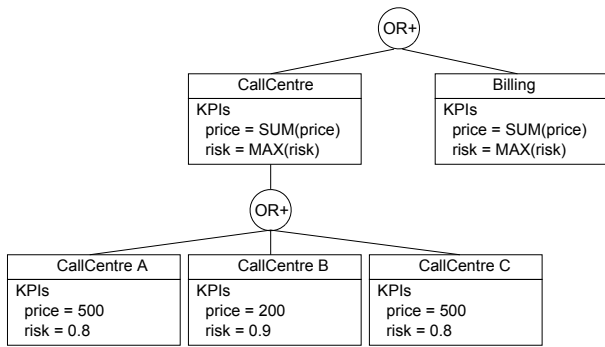 OR+
CallCentre
KPIs
price = SUM(price)
risk = MAX(risk)
Billing
KPIs
price = SUM(price)
risk = MAX(risk)
OR+
CallCentre A
KPIs
price = 500
risk = 0.8
CallCentre B
KPIs
price = 200
risk = 0.9
CallCentre C
KPIs
price = 500
risk = 0.8